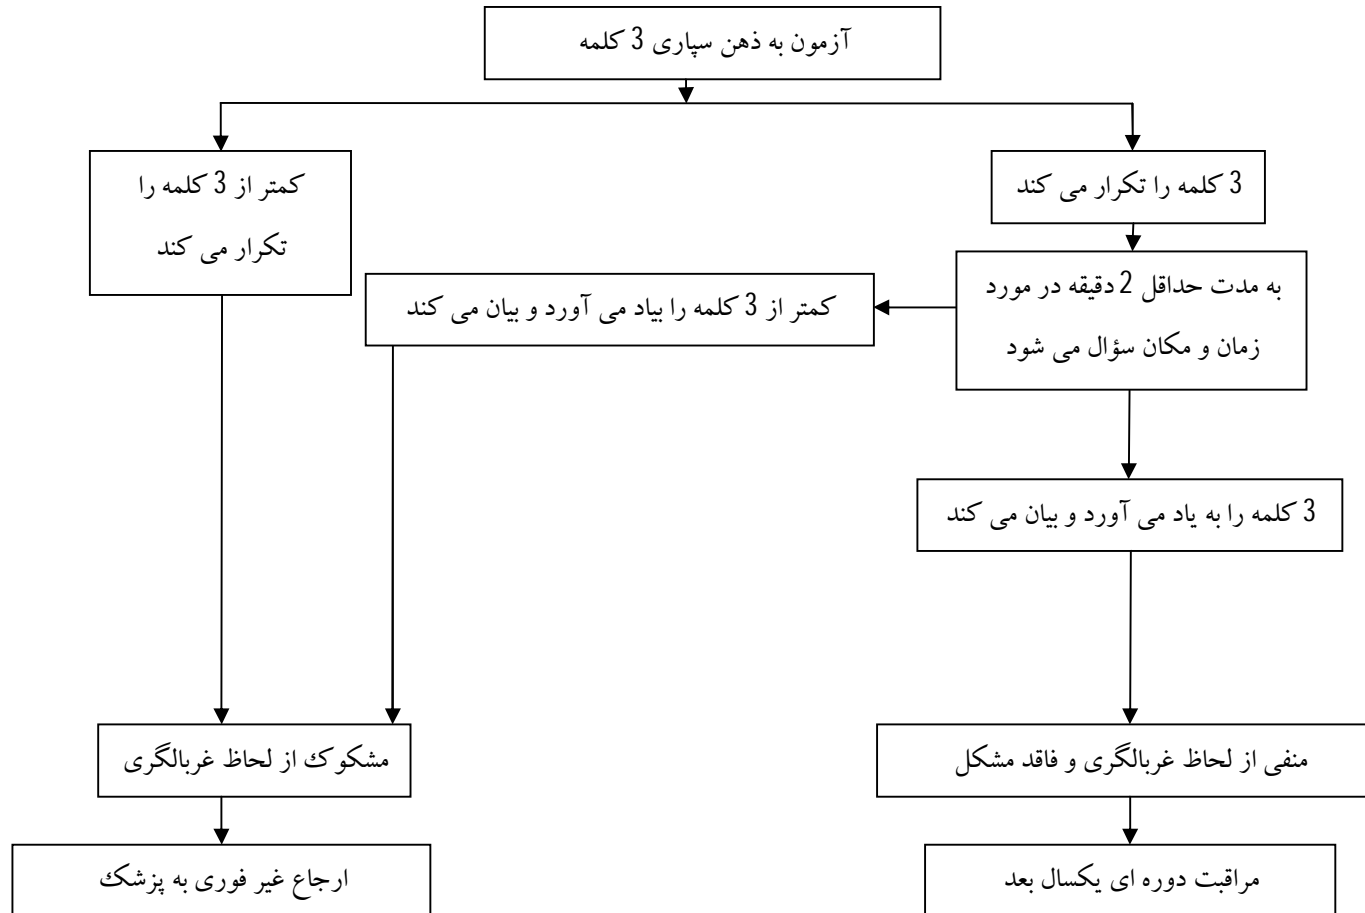 آزمون به ذهن سپاری 3 کلمه
3 کلمه را تکرار می کند
کمتر از 3 کلمه را
تکرار می کند
به مدت حداقل 2 دقیقه در مورد
زمان و مکان سؤال می شود
کمتر از 3 کلمه را بیاد می آورد و بیان می کند
3 کلمه را به یاد می آورد و بیان می کند
منفی از لحاظ غربالگری و فاقد مشکل
مشکوک از لحاظ غربالگری
مراقبت دوره ای یکسال بعد
ارجاع غیر فوری به پزشک